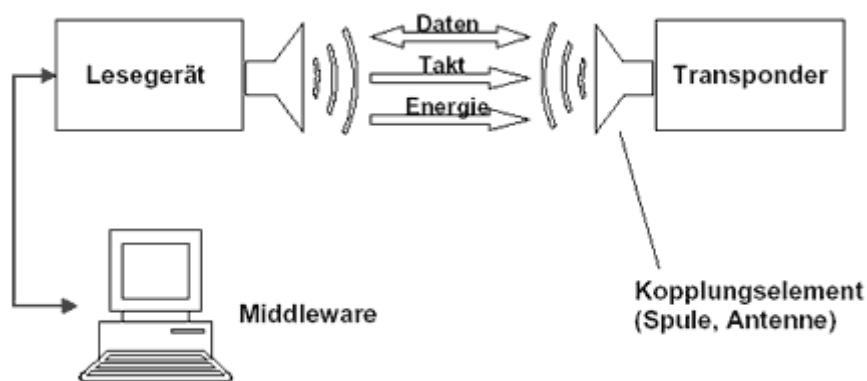 Daten
Lesegerät
Takt
Transponder
Energie
Middleware
Kopplungselement
(Spule, Antenne)